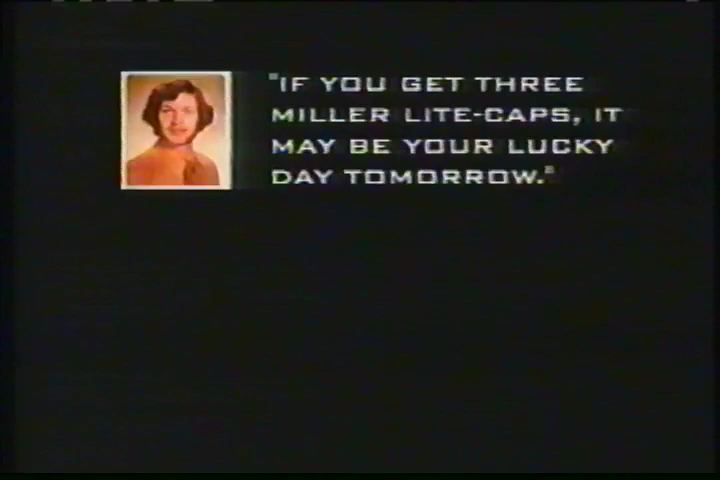 "IF YOU GET THREE
MILLER LITE-CAPS, IT
MAY BE YOUR LUCKY
DAY TOMORROW."